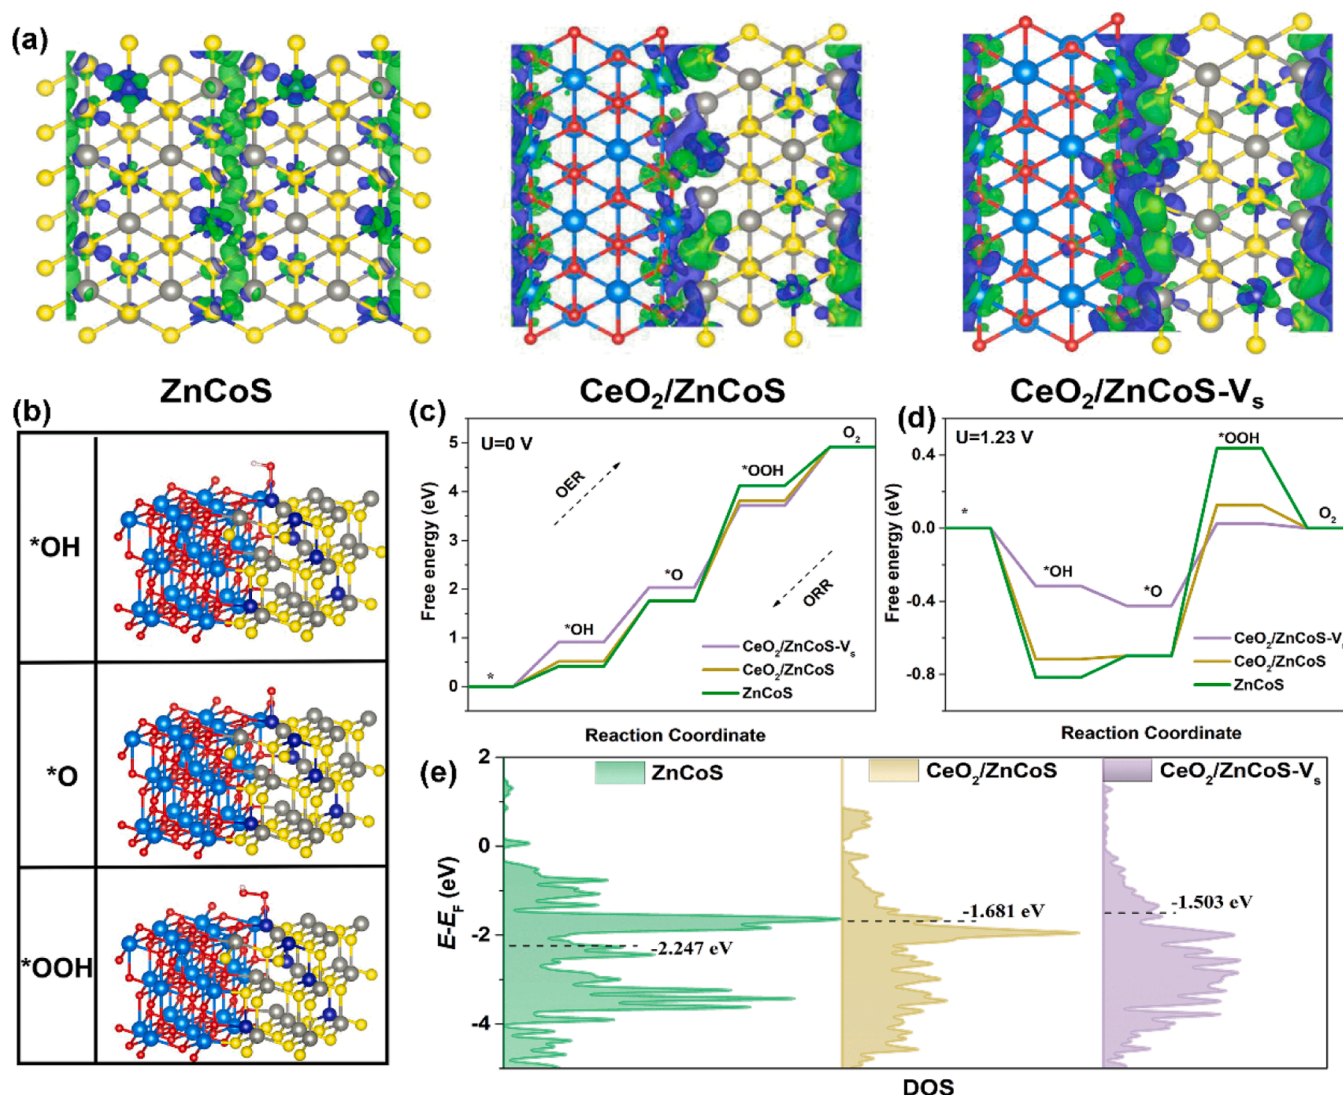 (a)
ZnCoS
CeO₂/ZnCoS
CeO₂/ZnCoS-Vₛ
(b)
*OH
*O
*OOH
(c)
U=0 V
OER
ORR
*
*OH
*O
*OOH
O₂
Free energy (eV)
5
4
3
2
1
0
CeO₂/ZnCoS-Vₛ
CeO₂/ZnCoS
ZnCoS
Reaction Coordinate
(d)
U=1.23 V
*
*OH
*O
*OOH
O₂
Free energy (eV)
0.4
0.0
-0.4
-0.8
CeO₂/ZnCoS-V
CeO₂/ZnCoS
ZnCoS
Reaction Coordinate
(e)
E-E_F (eV)
2
0
-2
-4
ZnCoS
CeO₂/ZnCoS
CeO₂/ZnCoS-Vₛ
-2.247 eV
-1.681 eV
-1.503 eV
DOS